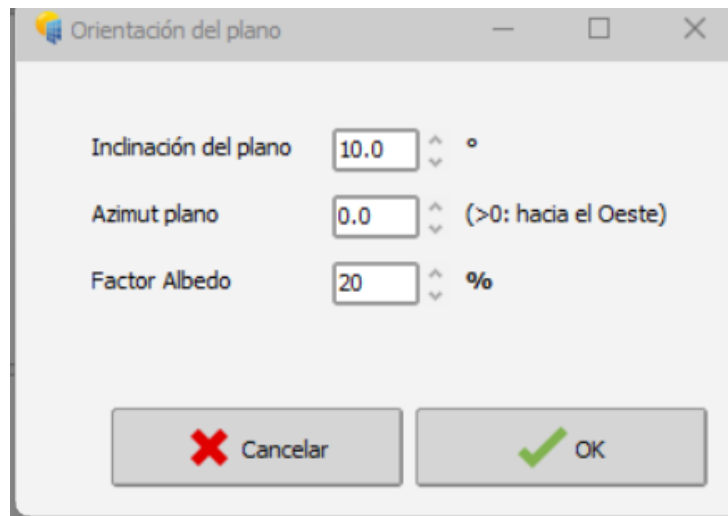 Orientación del plano
Inclinación del plano 10.0 °
Azimut plano 0.0 (>0: hacia el Oeste)
Factor Albedo 20 %
Cancelar OK